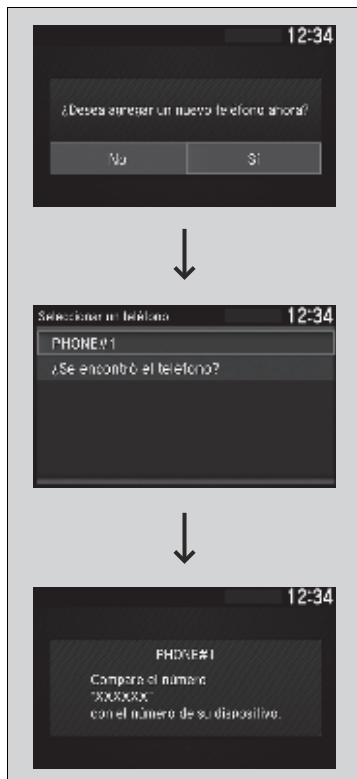 12:34
¿Desea agregar un nuevo teléfono ahora?
No
Sí
Seleccionar un teléfono
12:34
PHONE#1
¿Se encontró el teléfono?
12:34
PHONE#1
Compare el número
"XXXXXX"
con el número de su dispositivo.